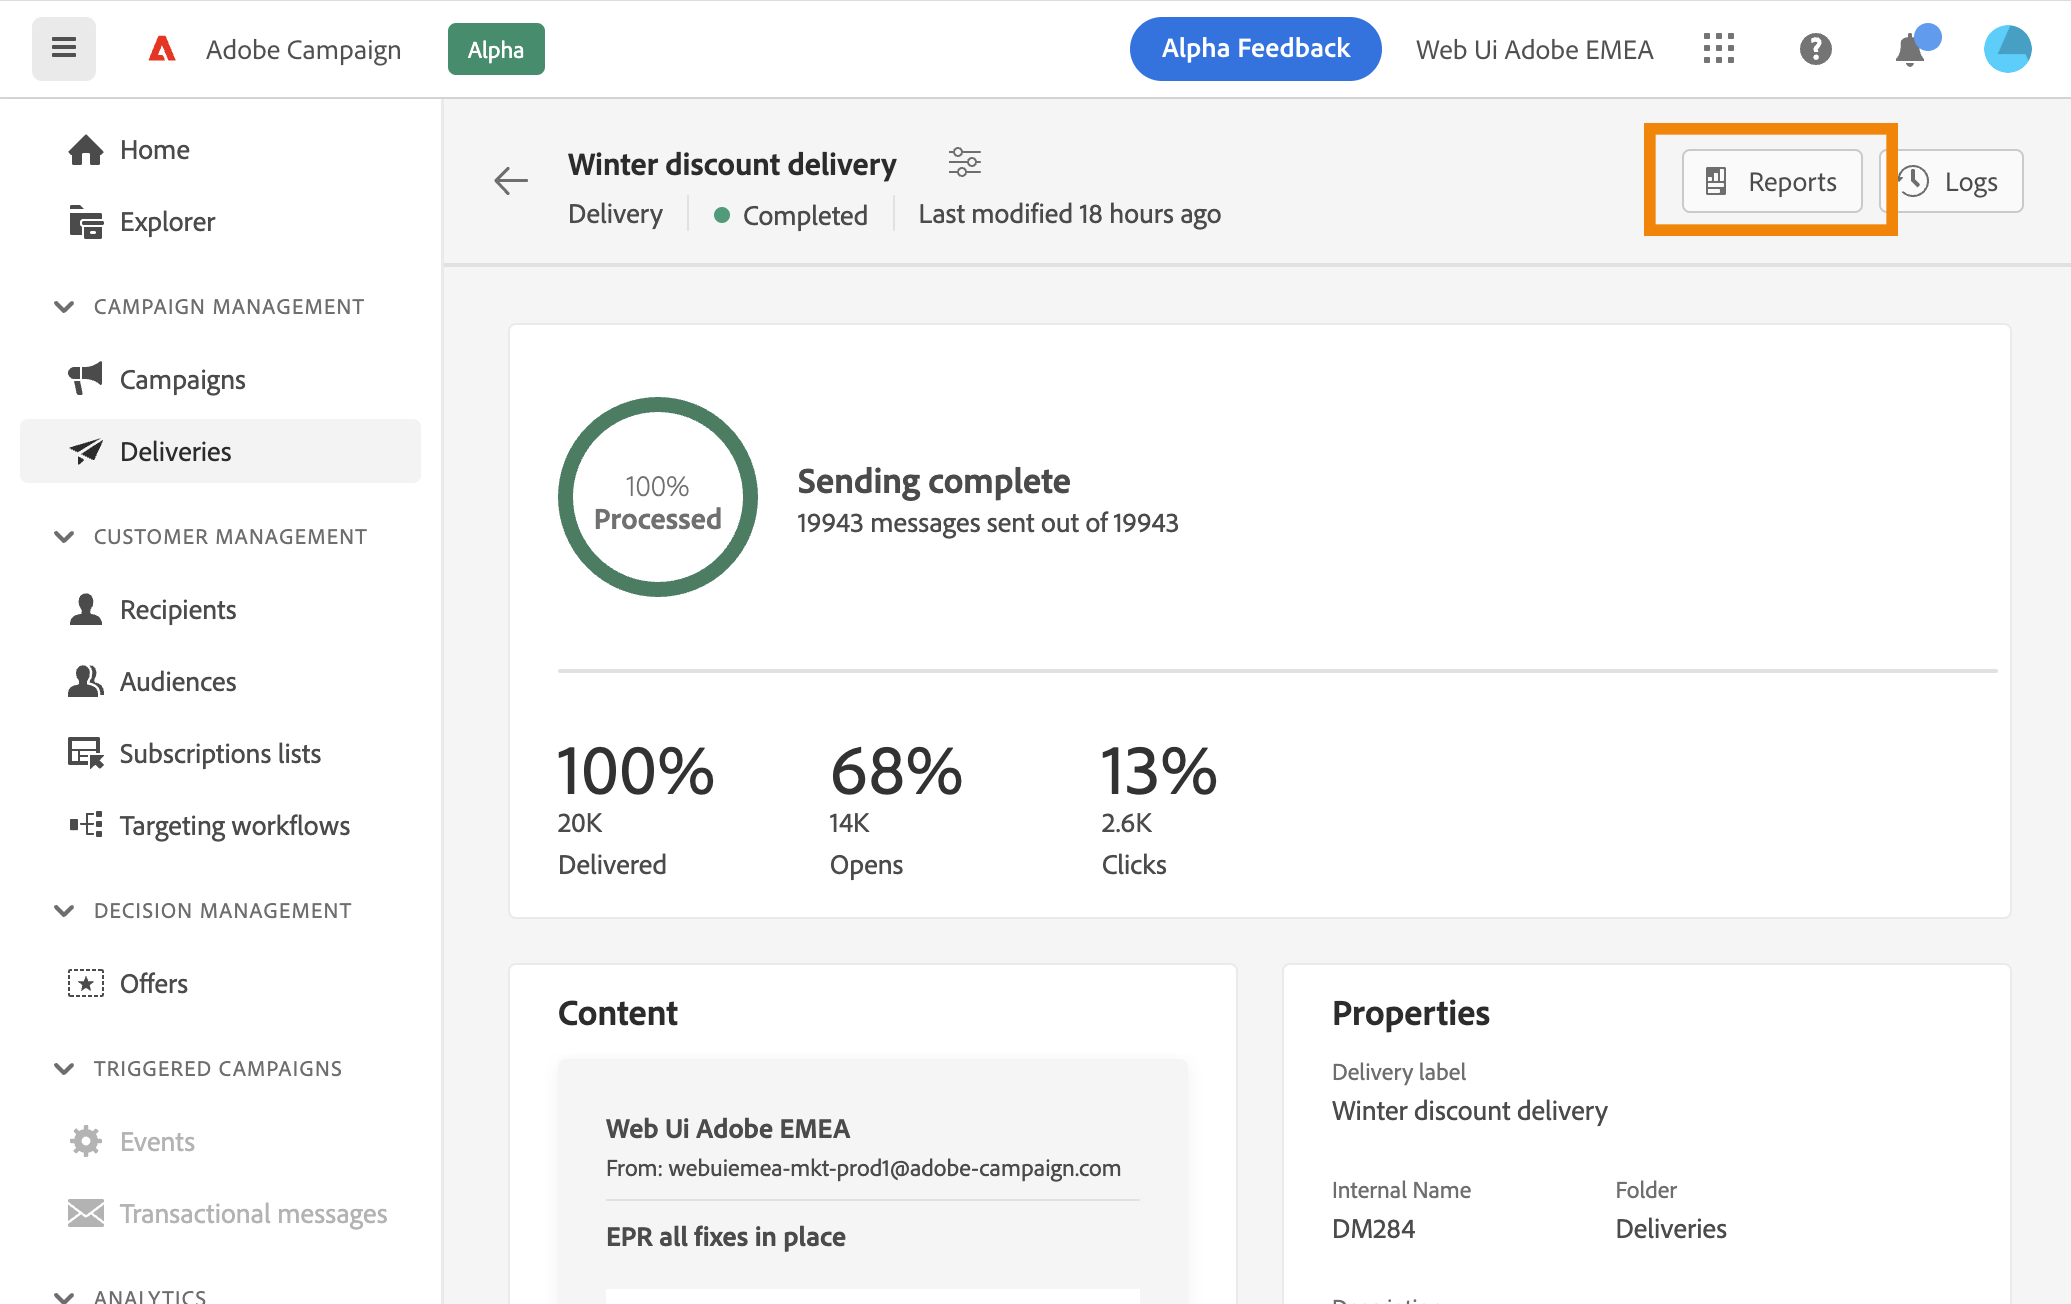 Adobe Campaign
Alpha
Alpha Feedback
Web Ui Adobe EMEA
Home
Explorer
CAMPAIGN MANAGEMENT
Campaigns
Deliveries
CUSTOMER MANAGEMENT
Recipients
Audiences
Subscriptions lists
Targeting workflows
DECISION MANAGEMENT
Offers
TRIGGERED CAMPAIGNS
Events
Transactional messages
ANALYTICS
Winter discount delivery
Delivery
Completed
Last modified 18 hours ago
Reports
Logs
100%
Processed
Sending complete
19943 messages sent out of 19943
100%
20K
Delivered
68%
14K
Opens
13%
2.6K
Clicks
Content
Web Ui Adobe EMEA
From: webuiemea-mkt-prod1@adobe-campaign.com
EPR all fixes in place
Properties
Delivery label
Winter discount delivery
Internal Name
DM284
Folder
Deliveries